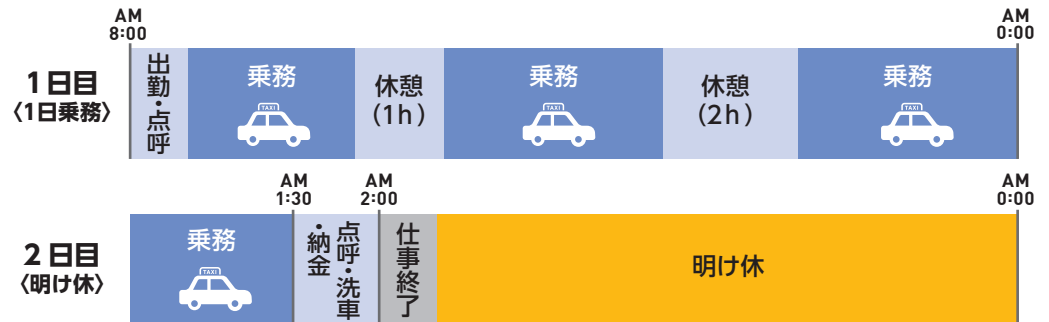 AM
8:00
AM
0:00
1日目
〈1日乗務〉
出勤・点呼
乗務
TAXI
休憩
(1h)
乗務
TAXI
休憩
(2h)
乗務
TAXI
AM
1:30
AM
2:00
AM
0:00
2日目
〈明け休〉
乗務
TAXI
点呼・洗車
・納金
仕事終了
明け休